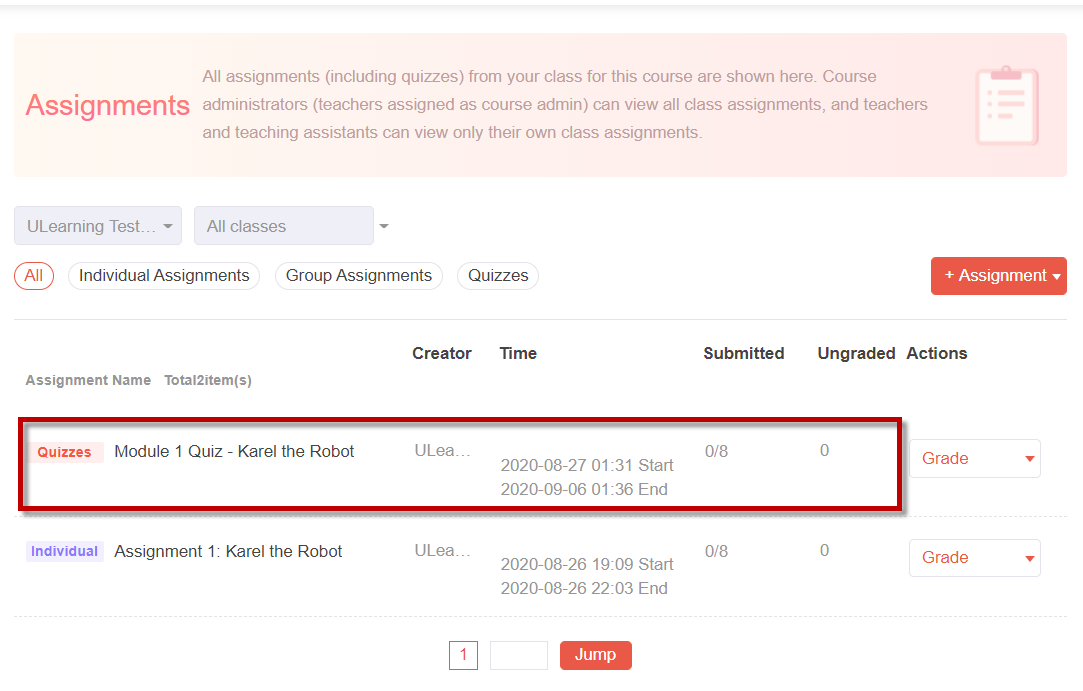 All assignments (including quizzes) from your class for this course are shown here. Course
Assignments
administrators (teachers assigned as course admin) can view all class assignments, and teachers
and teaching assistants can view only their own class assignments.
ULearning Test... All classes
All Individual Assignments Group Assignments Quizzes + Assignment
Creator Time Submitted Ungraded Actions
Assignment Name Total2item(s)
Quizzes Module 1 Quiz - Karel the Robot ULea... 0/8 0 Grade
2020-08-27 01:31 Start
2020-09-06 01:36 End
Individual Assignment 1: Karel the Robot ULea... 0/8 0 Grade
2020-08-26 19:09 Start
2020-08-26 22:03 End
1 Jump